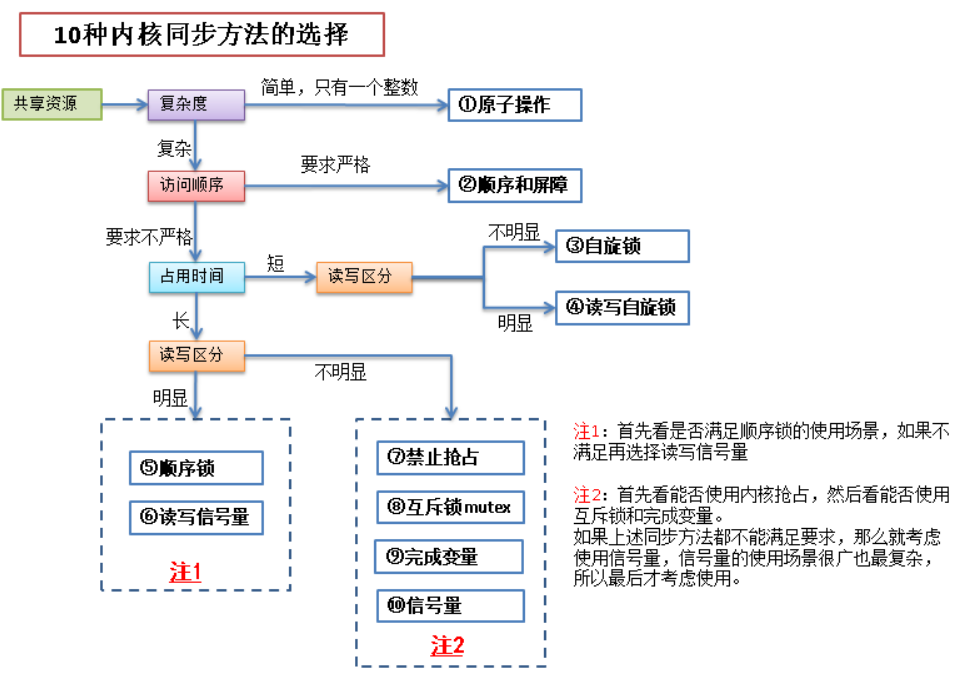 10种内核同步方法的选择
共享资源
复杂度
简单，只有一个整数
①原子操作
复杂
访问顺序
要求严格
②顺序和屏障
要求不严格
占用时间
短
读写区分
不明显
③自旋锁
明显
④读写自旋锁
长
读写区分
不明显
明显
⑤顺序锁
⑥读写信号量
注1
⑦禁止抢占
⑧互斥锁mutex
⑨完成变量
⑩信号量
注2
注1：首先看是否满足顺序锁的使用场景，如果不
满足再选择读写信号量
注2：首先看能否使用内核抢占，然后看能否使用
互斥锁和完成变量。
如果上述同步方法都不能满足要求，那么就考虑
使用信号量，信号量的使用场景很广也最复杂，
所以最后才考虑使用。